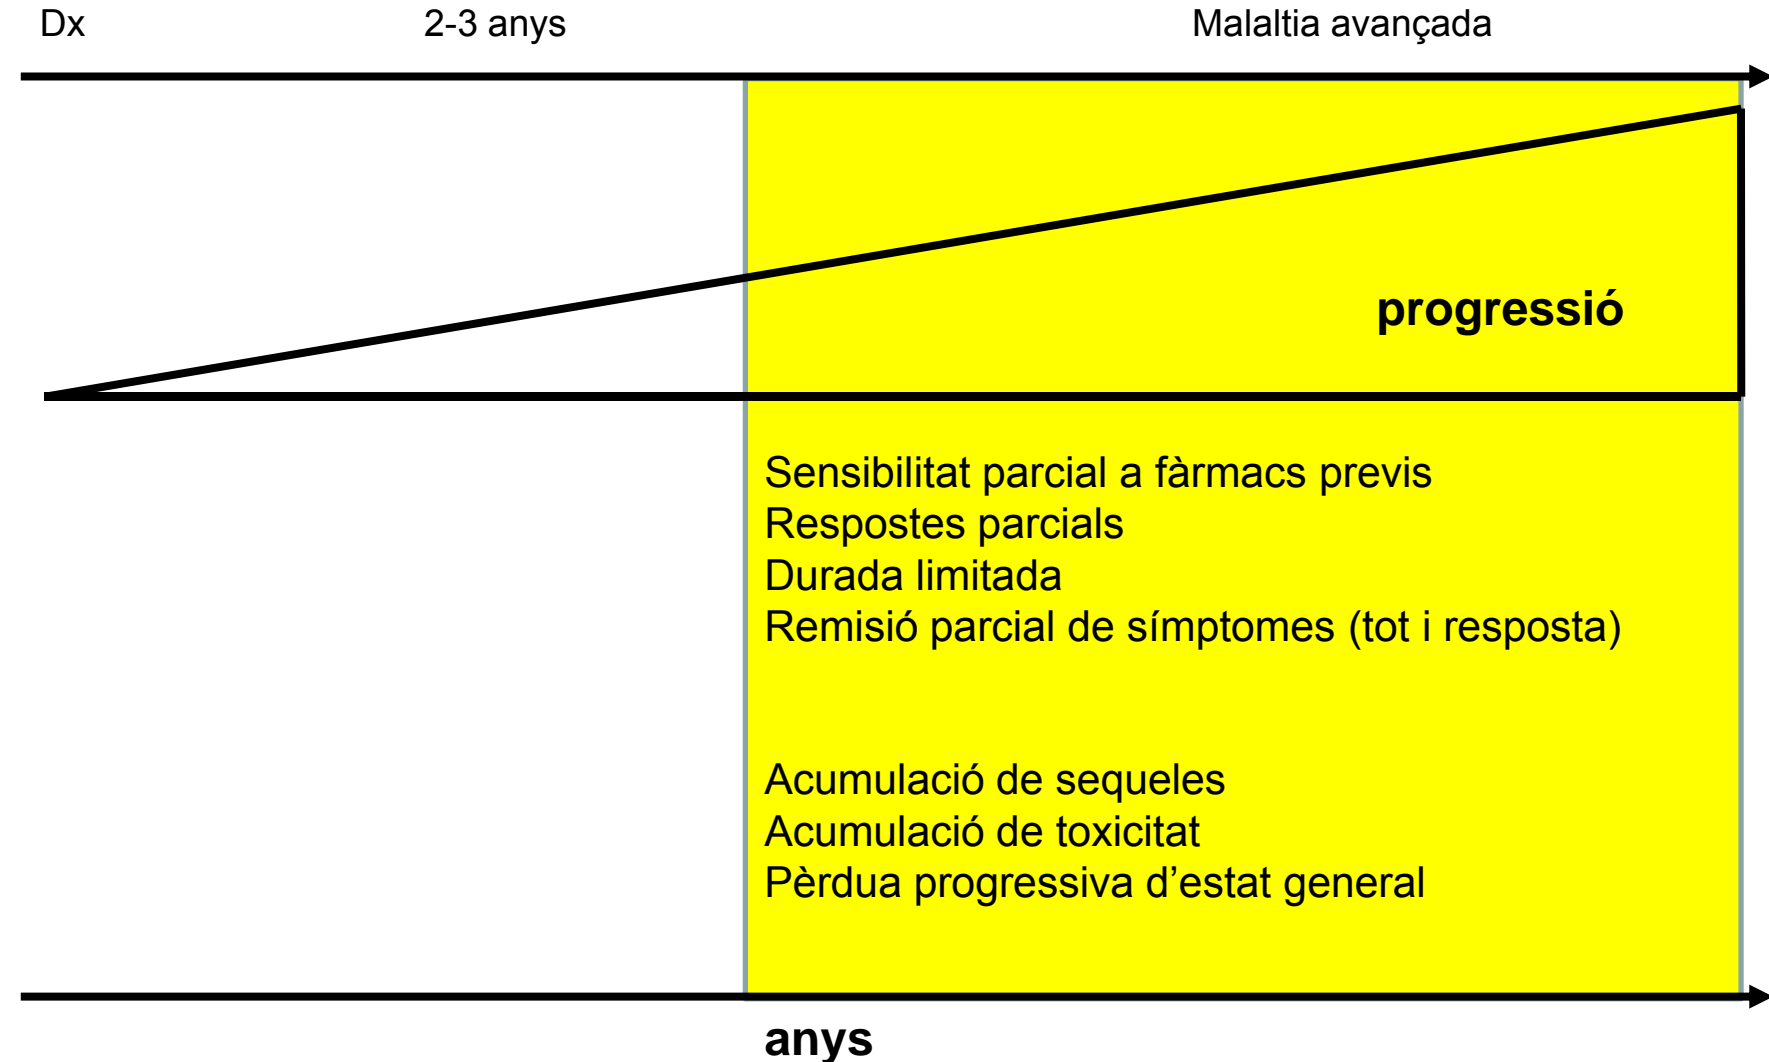 Dx 2-3 anys Malaltia avançada
progressió
Sensibilitat parcial a fàrmacs previs
Respostes parcials
Durada limitada
Remisió parcial de símptomes (tot i resposta)
Acumulació de sequeles
Acumulació de toxicitat
Pèrdua progressiva d’estat general
anys